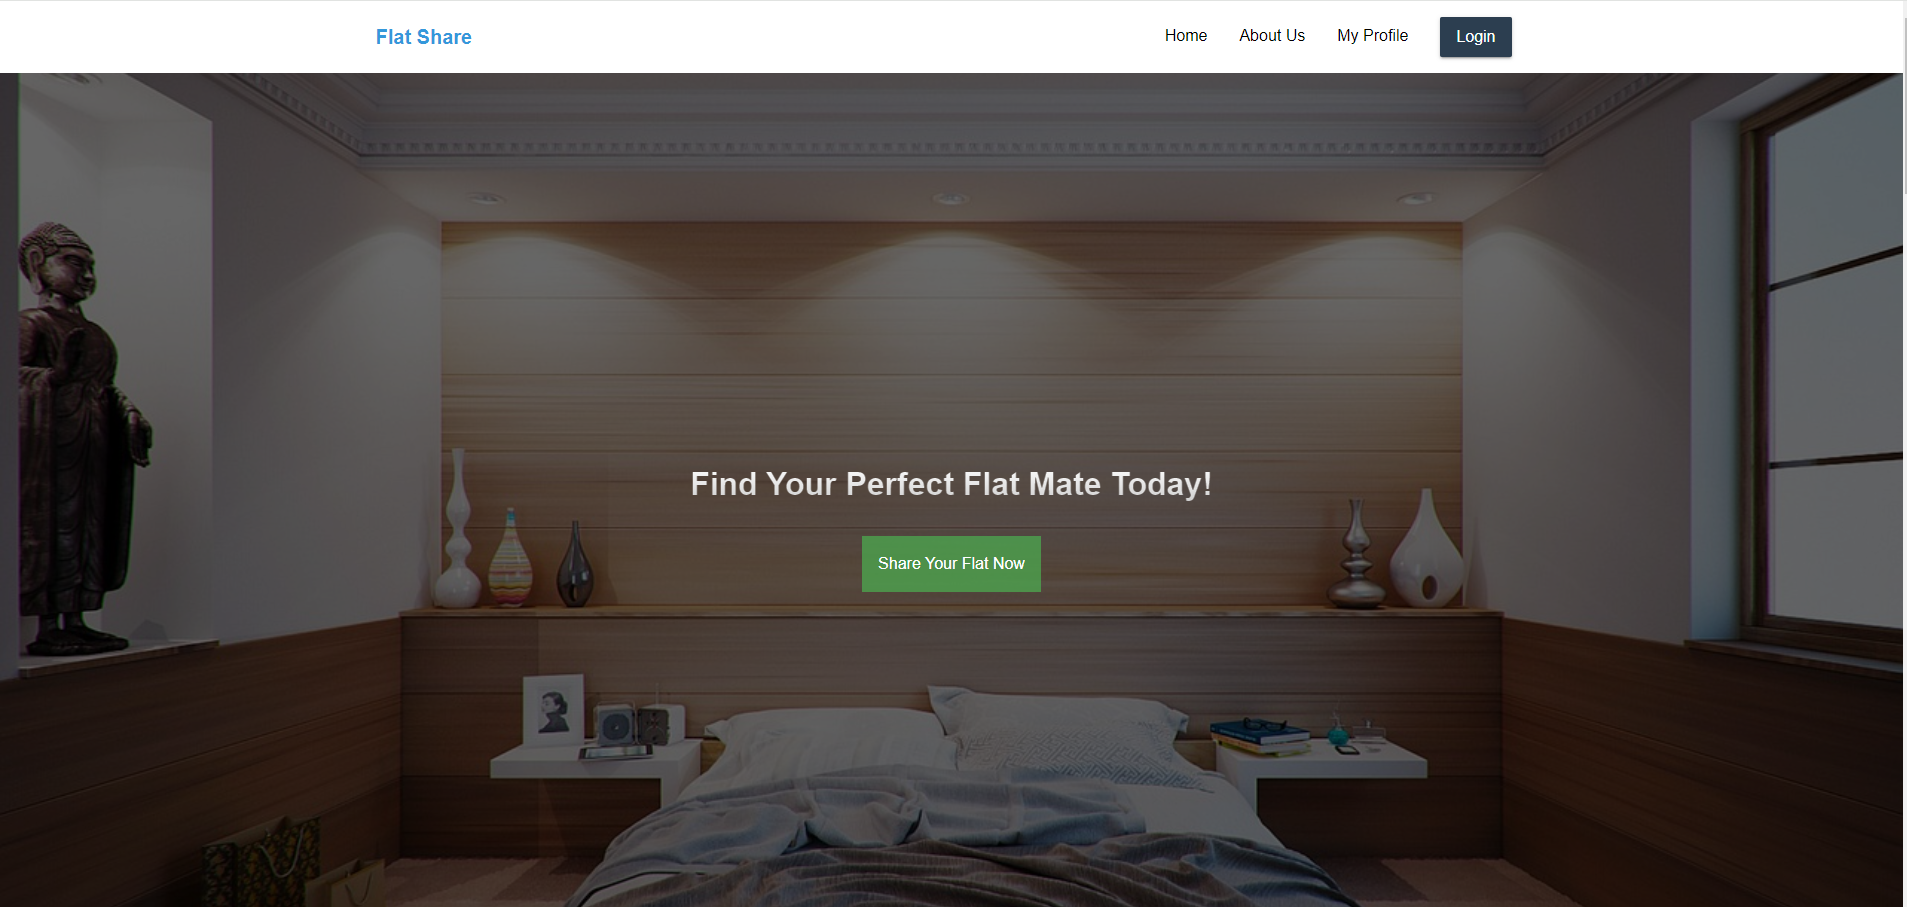 Flat Share
Home
About Us
My Profile
Login
Find Your Perfect Flat Mate Today!
Share Your Flat Now